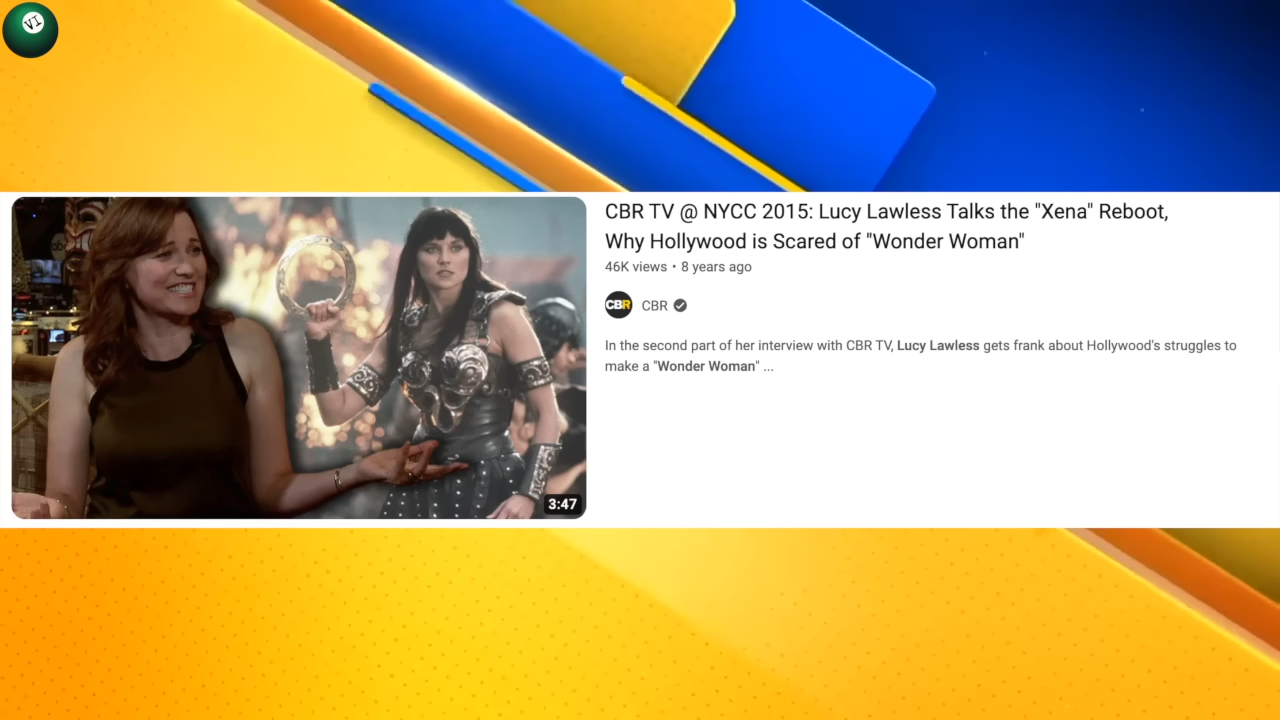 VI
CBR TV @ NYCC 2015: Lucy Lawless Talks the "Xena" Reboot,
Why Hollywood is Scared of "Wonder Woman"
46K views • 8 years ago
CBR
CBR
In the second part of her interview with CBR TV, Lucy Lawless gets frank about Hollywood's struggles to
make a "Wonder Woman" ...
3:47